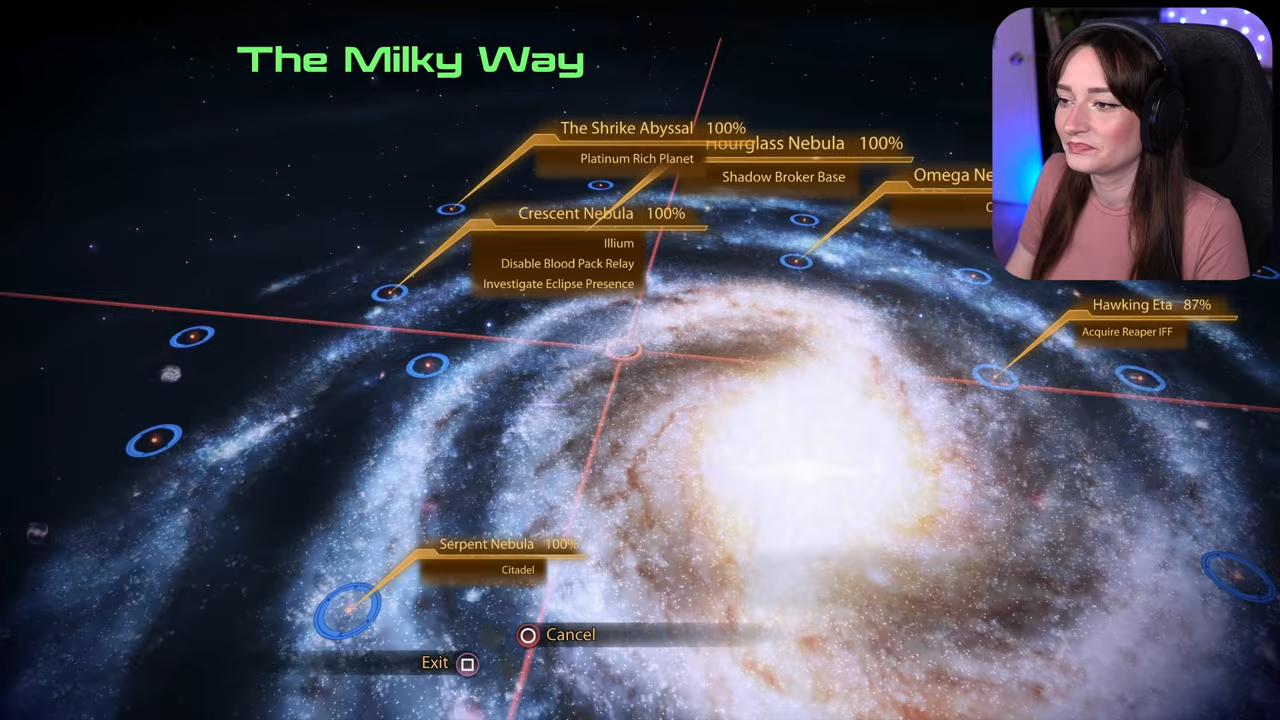 The Milky Way
The Shrike Abyssal 100%
Platinum Rich Planet
Hourglass Nebula 100%
Shadow Broker Base
Omega Ne
C
Crescent Nebula 100%
Illium
Disable Blood Pack Relay
Investigate Eclipse Presence
Hawking Eta 87%
Acquire Reaper IFF
Serpent Nebula 100%
Citadel
Cancel
Exit